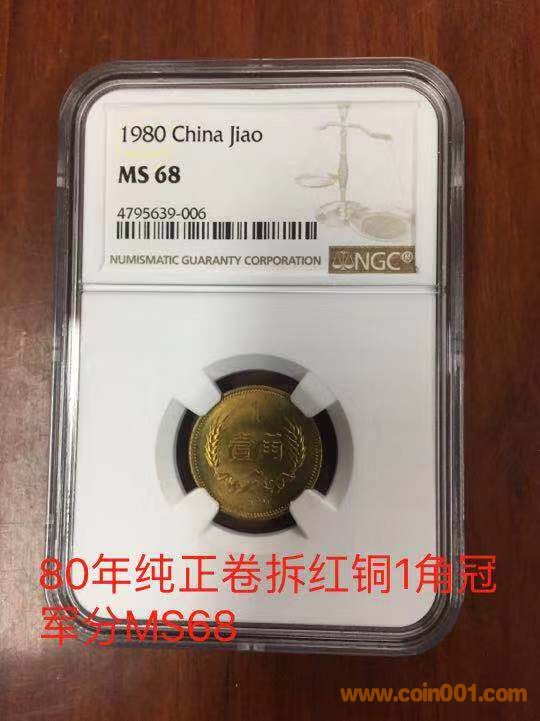 1980 China Jiao
MS 68
4795639-006
NUMISMATIC GUARANTY CORPORATION
NGC®
1
壹角
80年纯正卷拆红铜1角冠
军分MS68
www.coin001.com